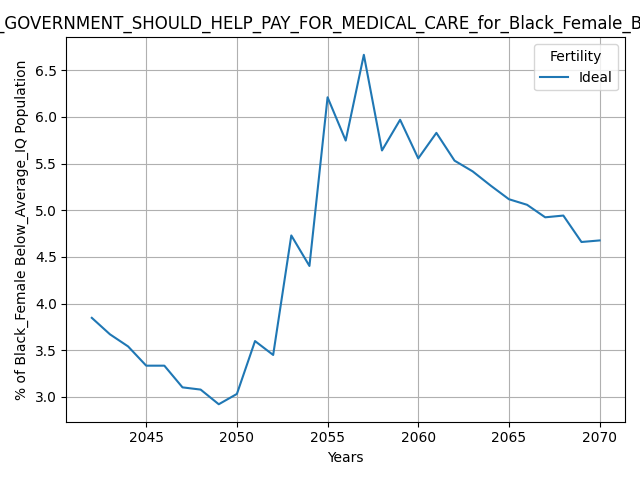 _GOVERNMENT_SHOULD_HELP_PAY_FOR_MEDICAL_CARE_for_Black_Female_B
Fertility
Ideal
% of Black_Female Below_Average_IQ Population
6.5
6.0
5.5
5.0
4.5
4.0
3.5
3.0
2045 2050 2055 2060 2065 2070
Years